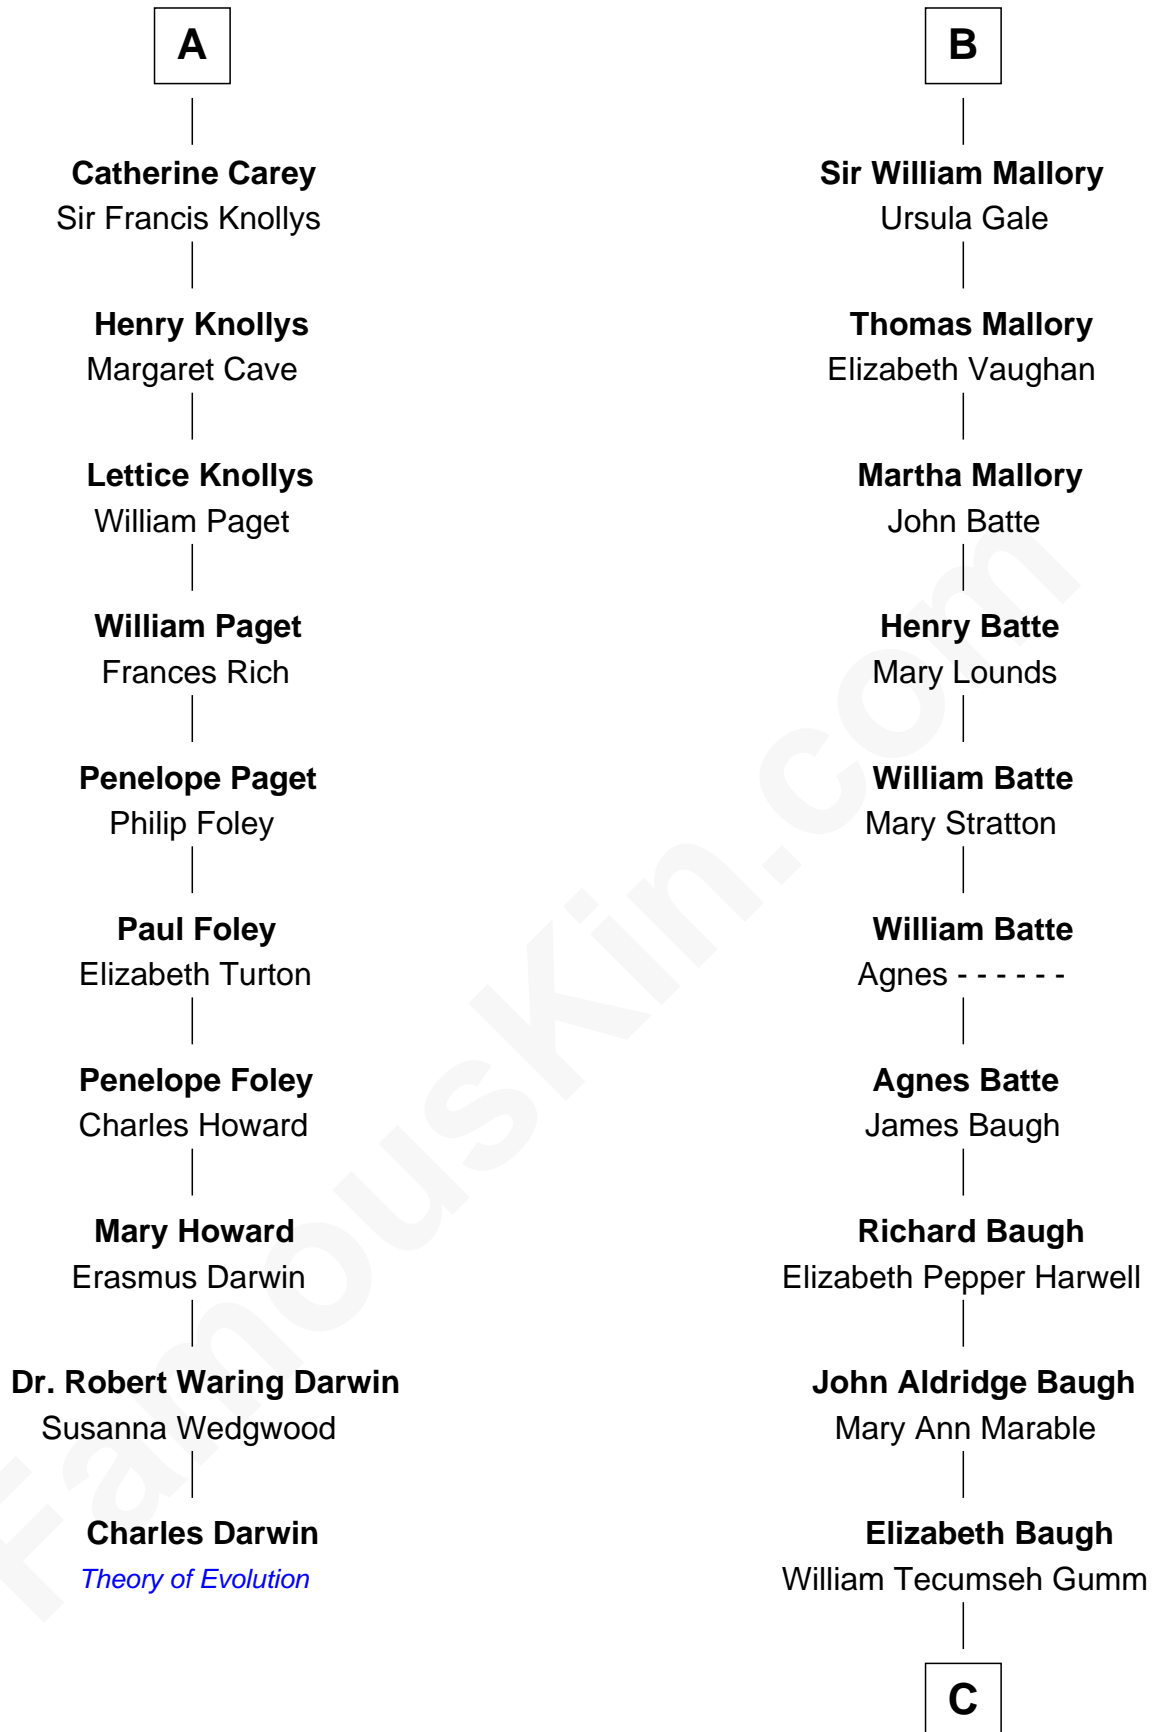 A
Catherine Carey
Sir Francis Knollys
Henry Knollys
Margaret Cave
Lettice Knollys
William Paget
William Paget
Frances Rich
Penelope Paget
Philip Foley
Paul Foley
Elizabeth Turton
Penelope Foley
Charles Howard
Mary Howard
Erasmus Darwin
Dr. Robert Waring Darwin
Susanna Wedgwood
Charles Darwin
Theory of Evolution
B
Sir William Mallory
Ursula Gale
Thomas Mallory
Elizabeth Vaughan
Martha Mallory
John Batte
Henry Batte
Mary Lounds
William Batte
Mary Stratton
William Batte
Agnes - - - - - -
Agnes Batte
James Baugh
Richard Baugh
Elizabeth Pepper Harwell
John Aldridge Baugh
Mary Ann Marable
Elizabeth Baugh
William Tecumseh Gumm
C
FamousKin.com